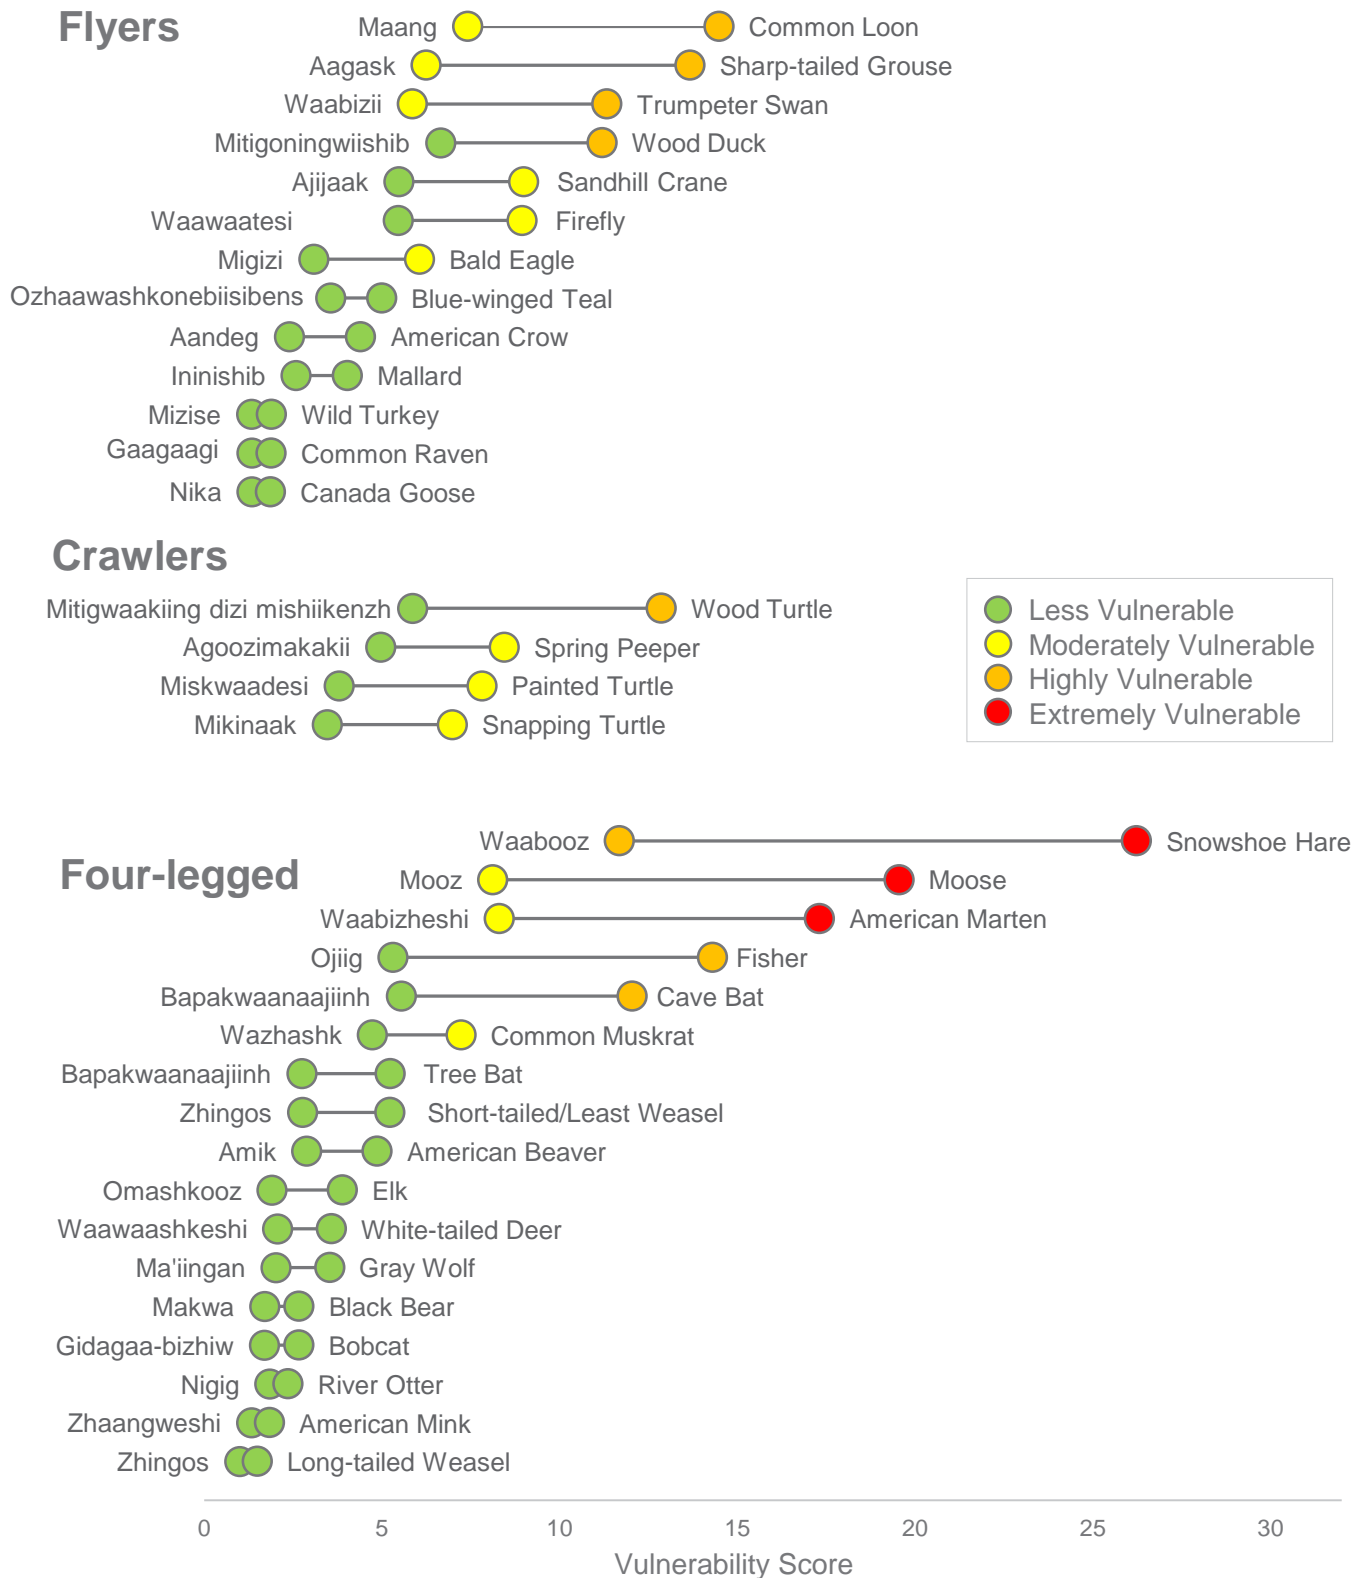 Flyers
Maang Common Loon
Aagask Sharp-tailed Grouse
Waabizii Trumpeter Swan
Mitigoningwiishib Wood Duck
Ajijaak Sandhill Crane
Waawaatesi Firefly
Migizi Bald Eagle
Ozhaawashkonebiisibens Blue-winged Teal
Aandeg American Crow
Ininishib Mallard
Mizise Wild Turkey
Gaagaagi Common Raven
Nika Canada Goose
Crawlers
Mitigwaakiing dizi mishiikenzh Wood Turtle
Agoozimakakii Spring Peeper
Miskwaadesi Painted Turtle
Mikinaak Snapping Turtle
Less Vulnerable
Moderately Vulnerable
Highly Vulnerable
Extremely Vulnerable
Four-legged
Waabooz Snowshoe Hare
Mooz Moose
Waabizheshi American Marten
Ojiig Fisher
Bapakwaanaajiinh Cave Bat
Wazhashk Common Muskrat
Bapakwaanaajiinh Tree Bat
Zhingos Short-tailed/Least Weasel
Amik American Beaver
Omashkooz Elk
Waawaashkeshi White-tailed Deer
Ma'iingan Gray Wolf
Makwa Black Bear
Gidagaa-bizhiw Bobcat
Nigig River Otter
Zhaangweshi American Mink
Zhingos Long-tailed Weasel
0 5 10 15 20 25 30
Vulnerability Score